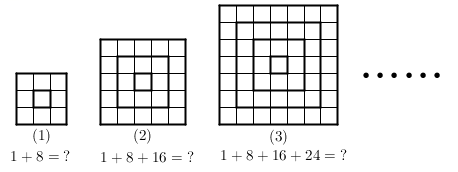 (1) (2) (3)
1 + 8 = ? 1 + 8 + 16 = ? 1 + 8 + 16 + 24 = ?